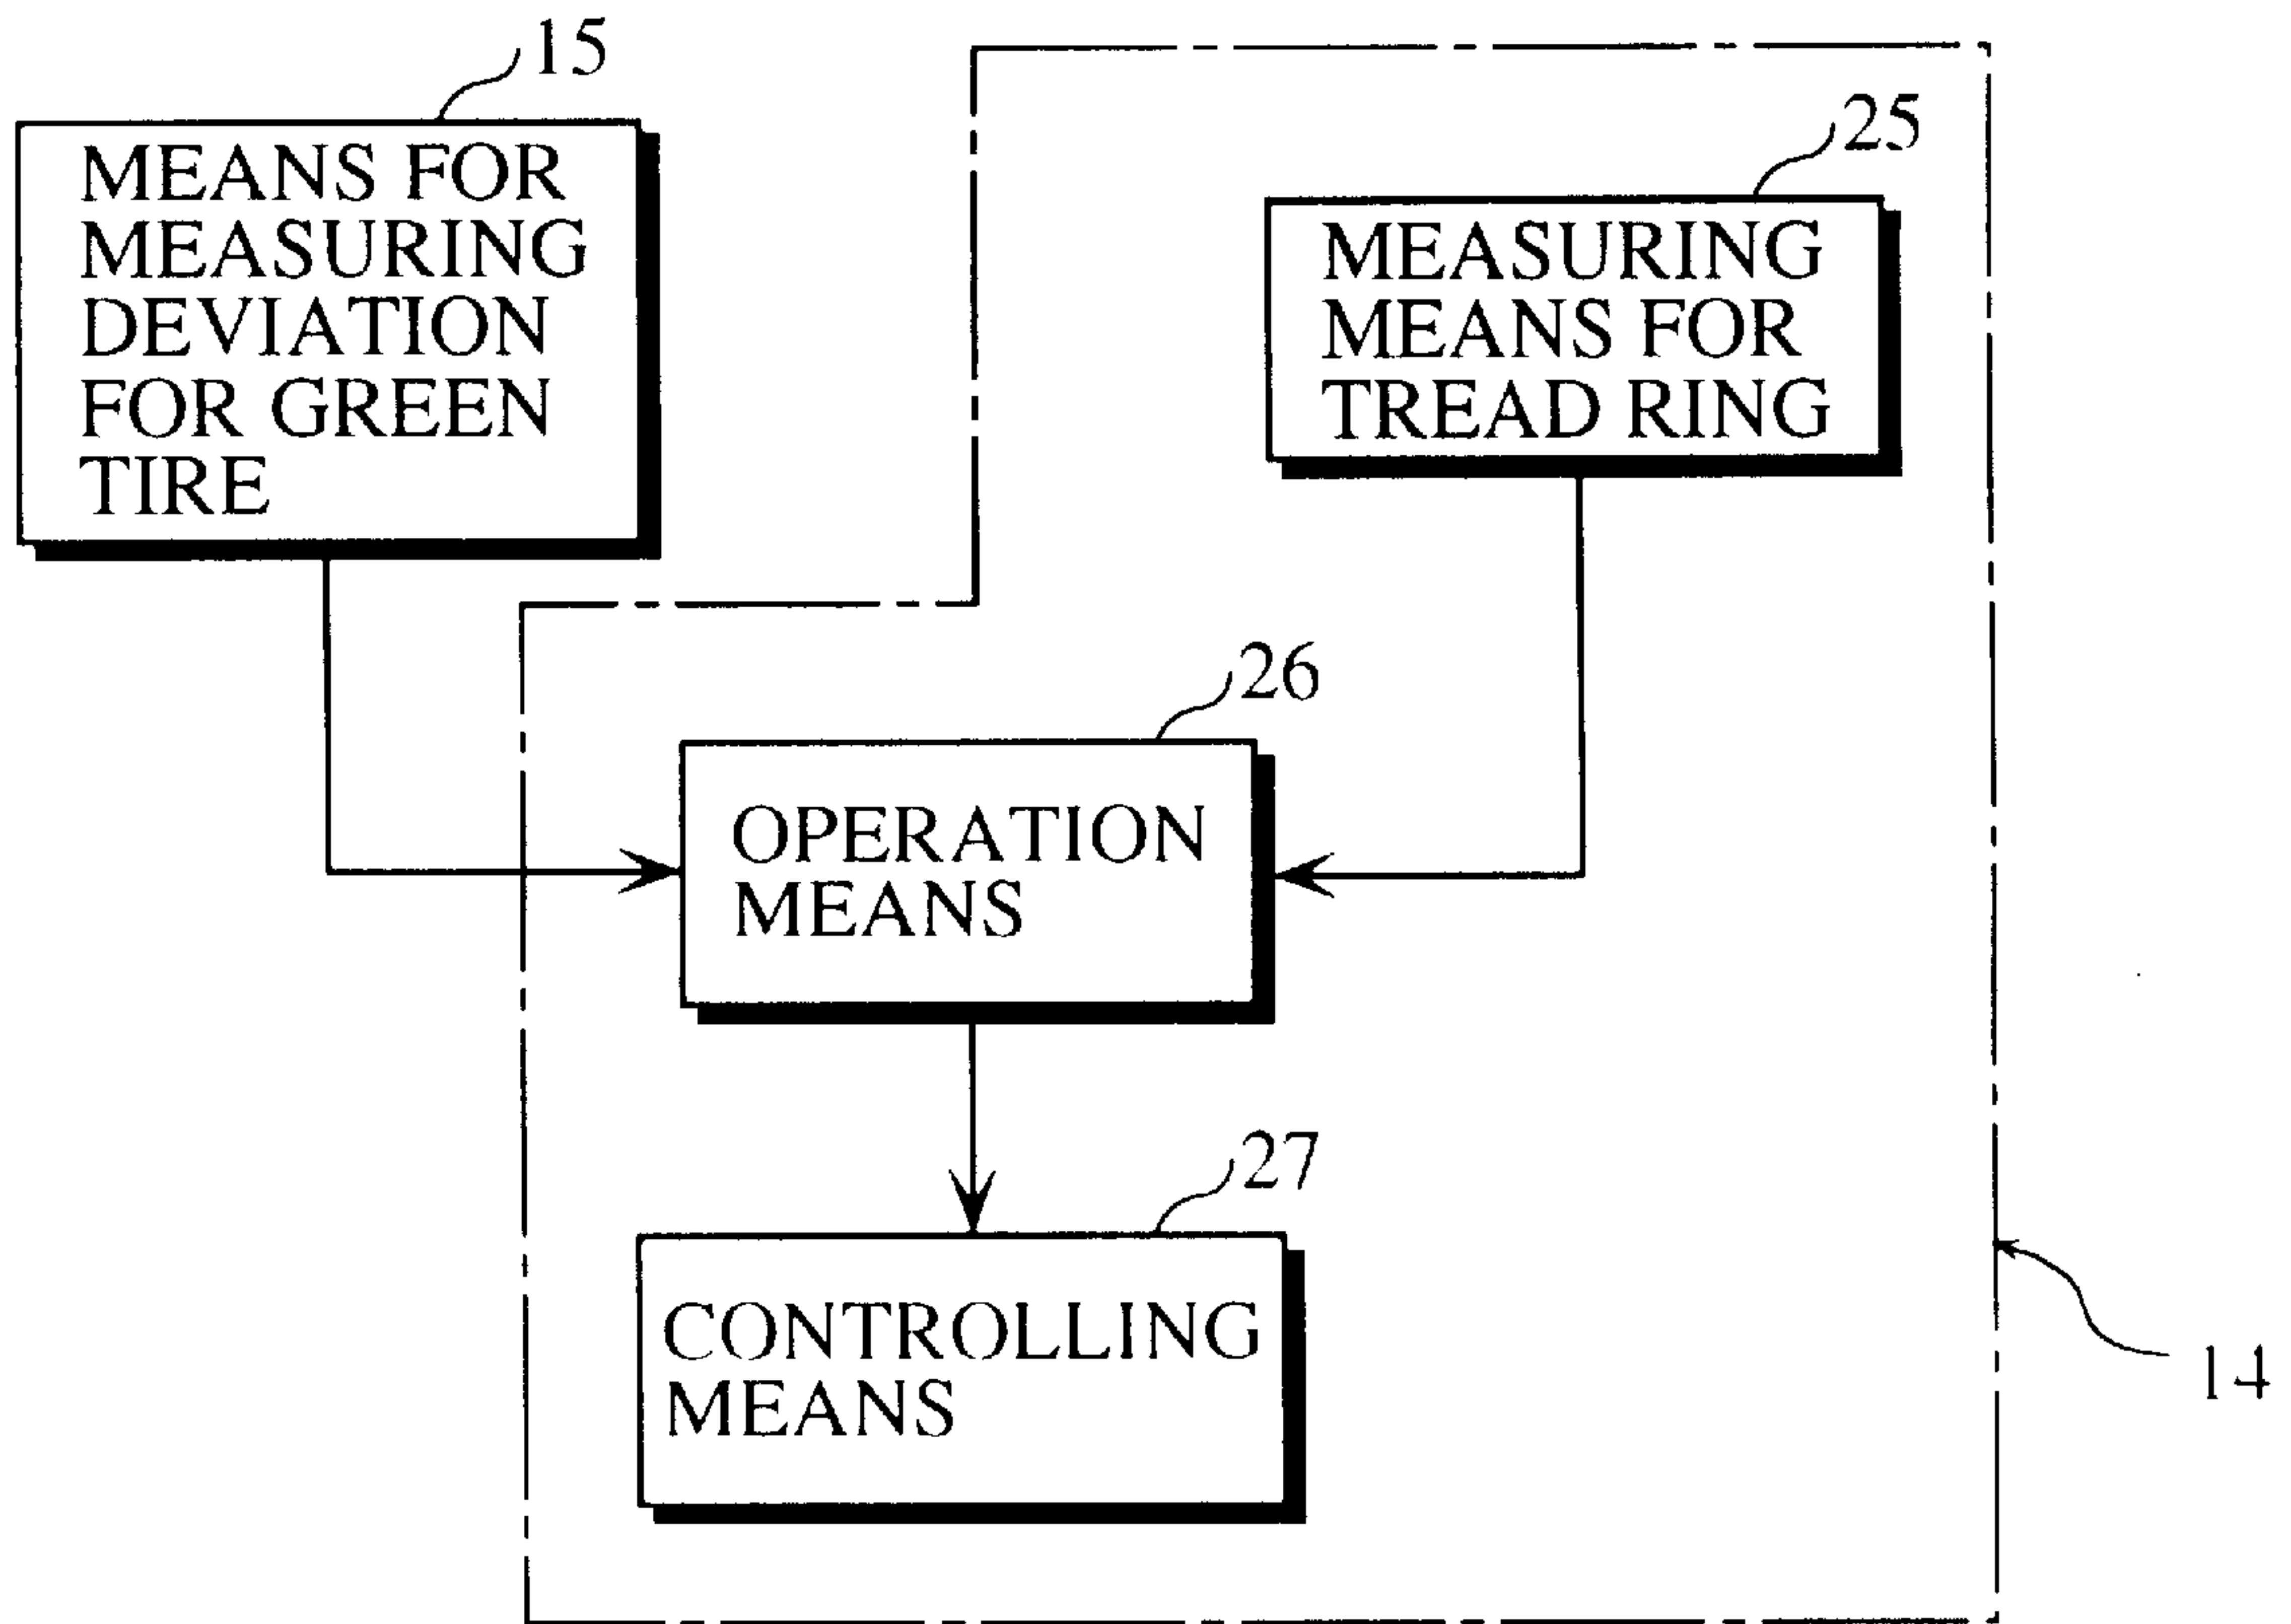 15
MEANS FOR
MEASURING
DEVIATION
FOR GREEN
TIRE
25
MEASURING
MEANS FOR
TREAD RING
26
OPERATION
MEANS
27
CONTROLLING
MEANS
14